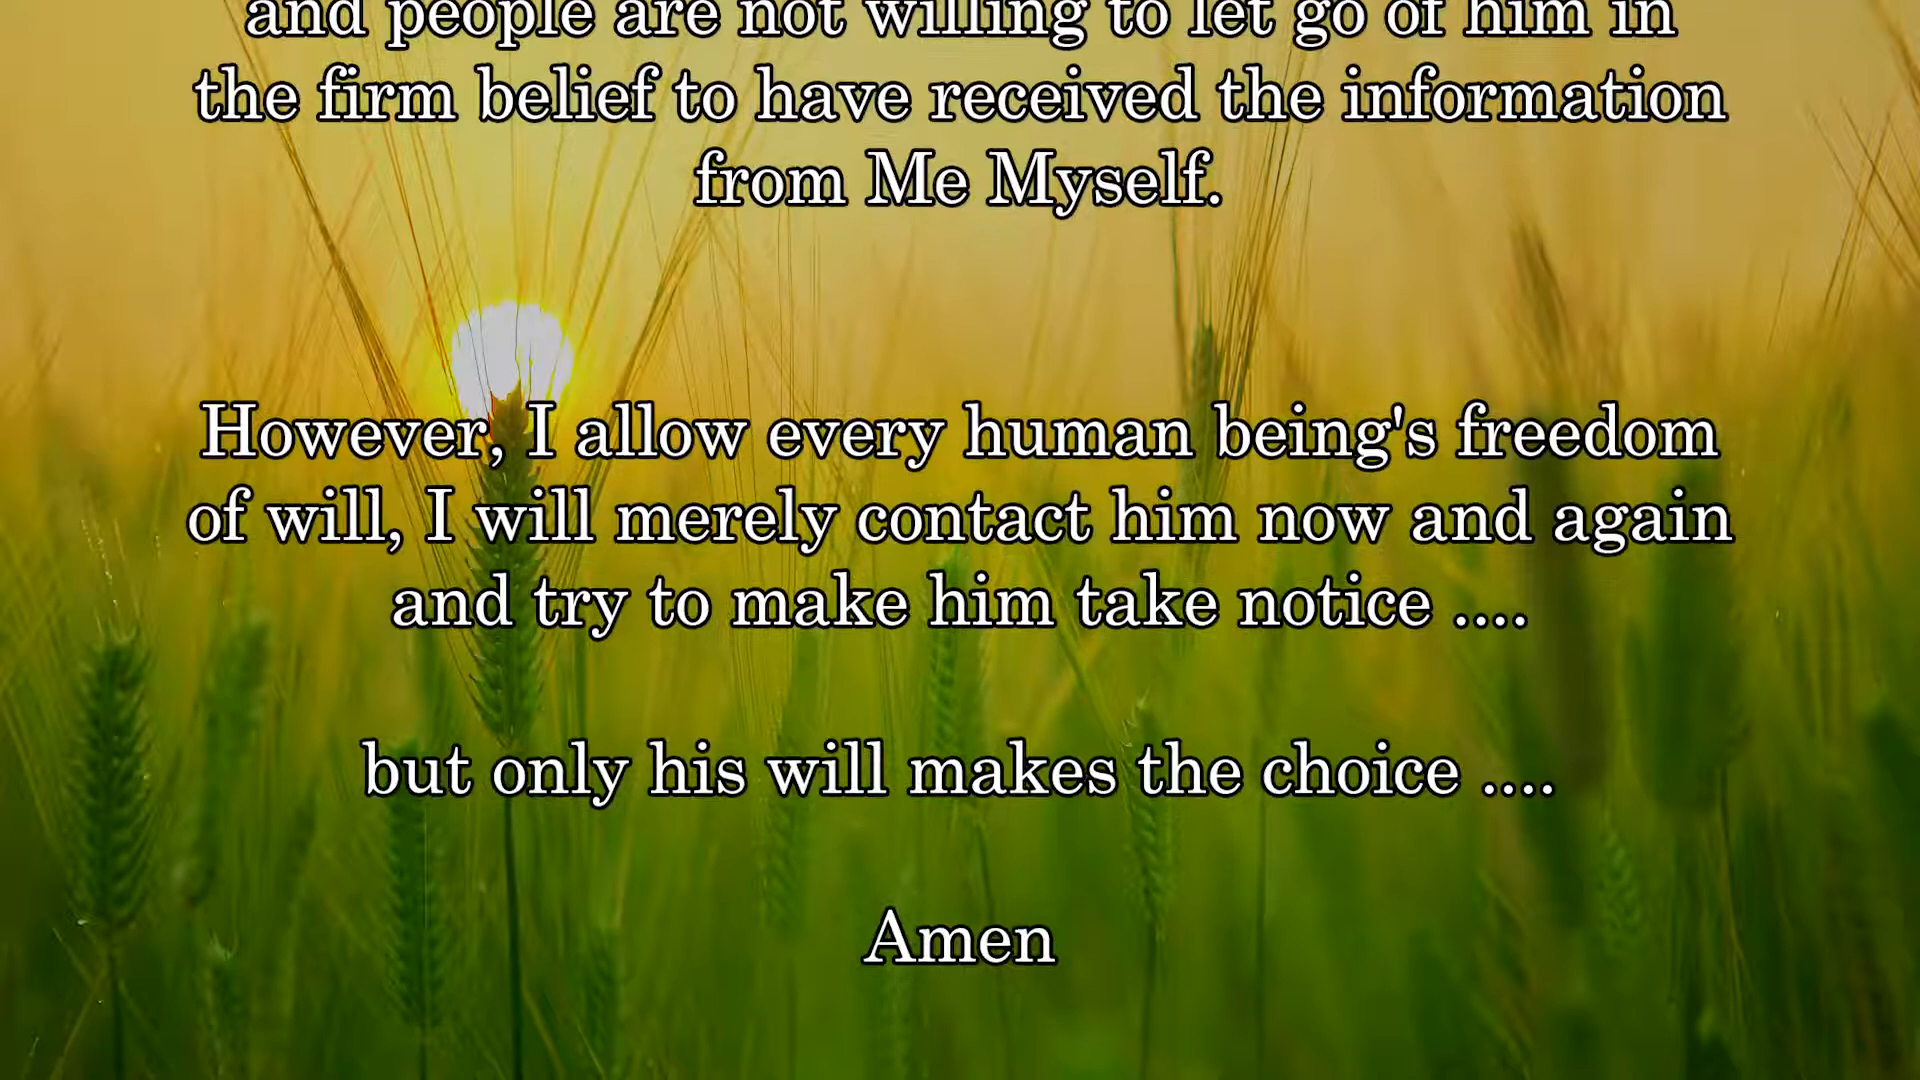 and people are not willing to let go of him in
the firm belief to have received the information
from Me Myself.
However, I allow every human being's freedom
of will, I will merely contact him now and again
and try to make him take notice ....
but only his will makes the choice ....
Amen